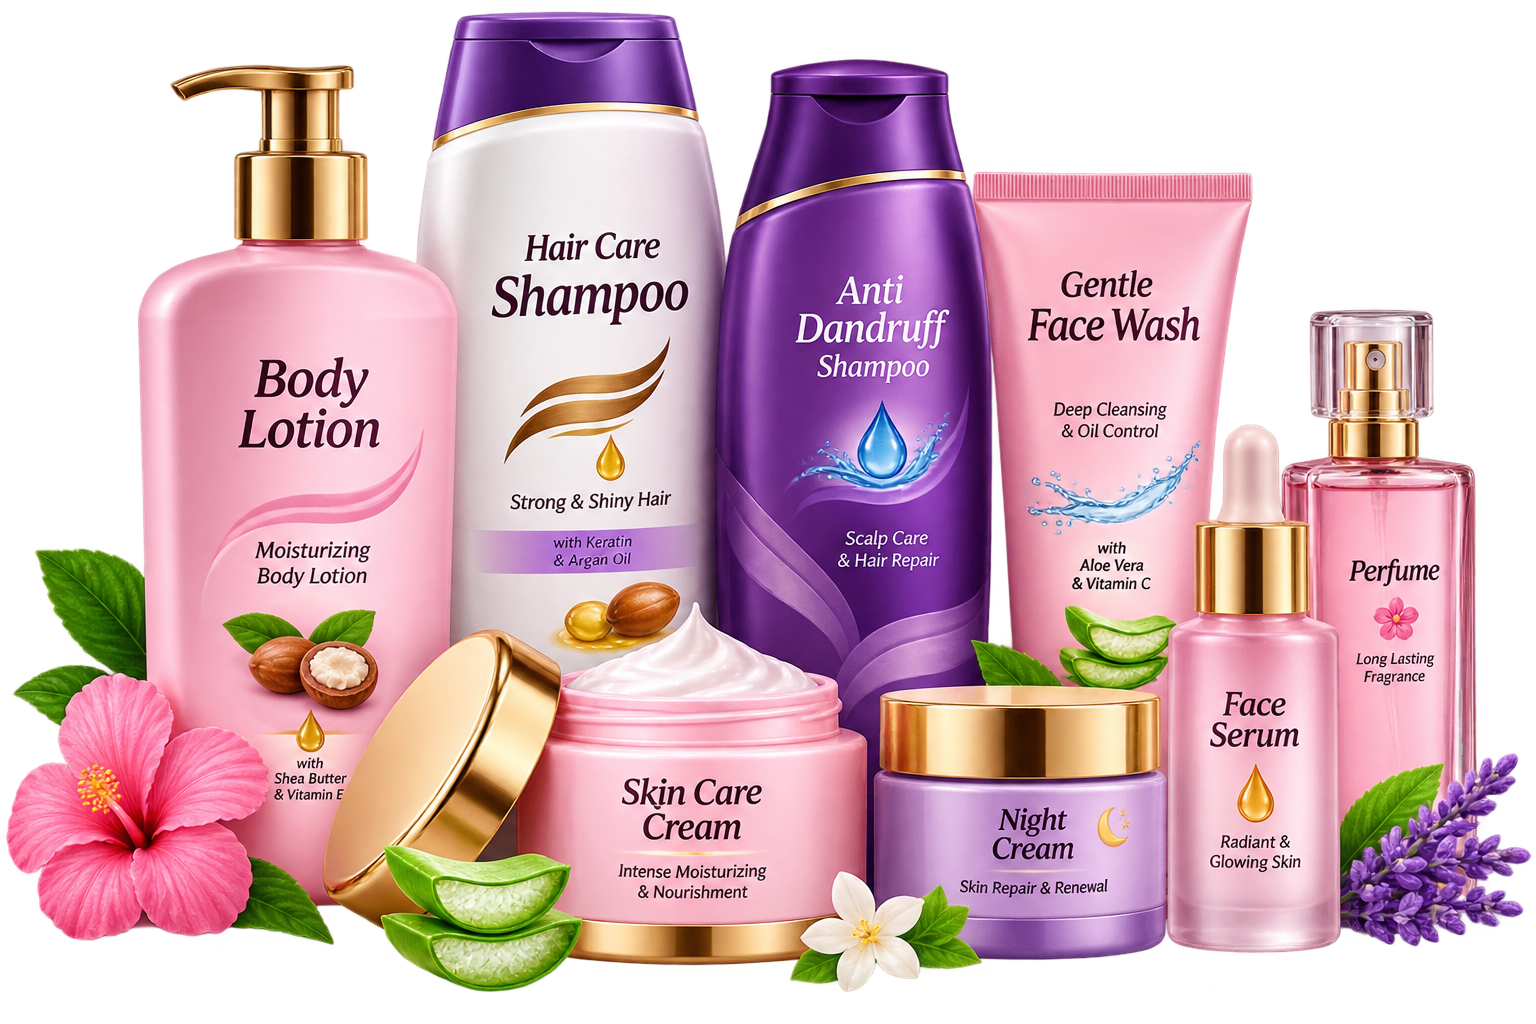 Body
Lotion
Moisturizing
Body Lotion
with
Shea Butter
& Vitamin E
Hair Care
Shampoo
Strong & Shiny Hair
with Keratin
& Argan Oil
Anti
Dandruff
Shampoo
Scalp Care
& Hair Repair
Gentle
Face Wash
Deep Cleansing
& Oil Control
with
Aloe Vera
& Vitamin C
Perfume
Long Lasting
Fragrance
Skin Care
Cream
Intense Moisturizing
& Nourishment
Night
Cream
Skin Repair & Renewal
Face
Serum
Radiant &
Glowing Skin